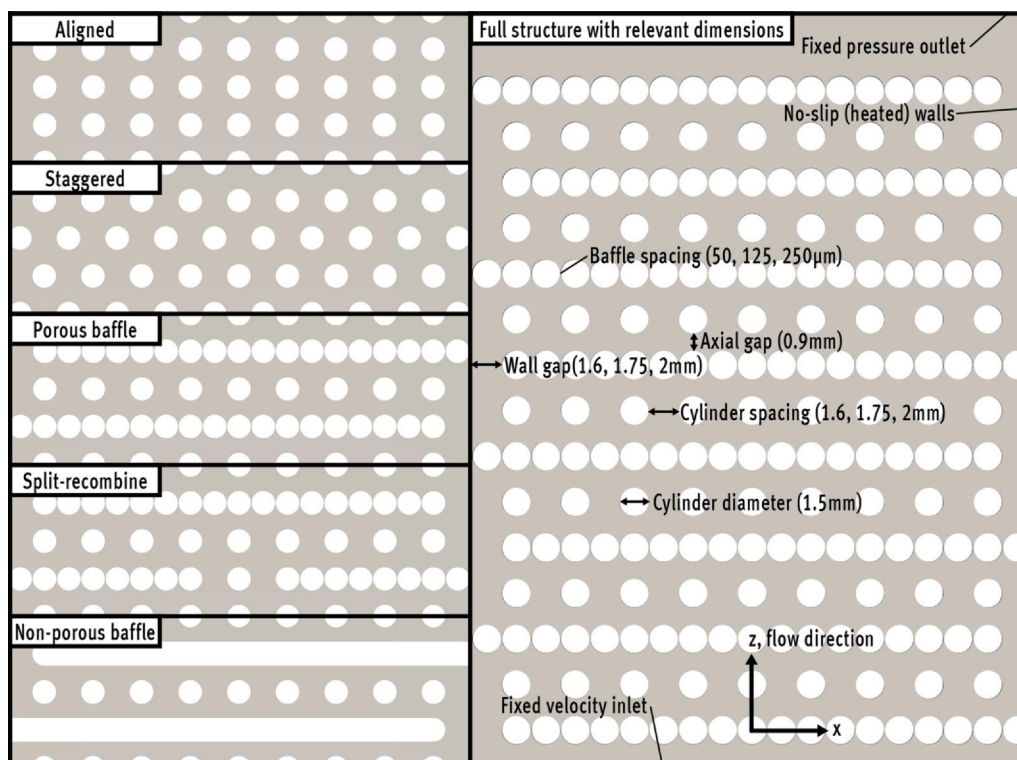 Aligned
Staggered
Porous baffle
Split-recombine
Non-porous baffle
Full structure with relevant dimensions
Fixed pressure outlet
No-slip (heated) walls
Baffle spacing (50, 125, 250µm)
Axial gap (0.9mm)
Wall gap(1.6, 1.75, 2mm)
Cylinder spacing (1.6, 1.75, 2mm)
Cylinder diameter (1.5mm)
z, flow direction
Fixed velocity inlet
x